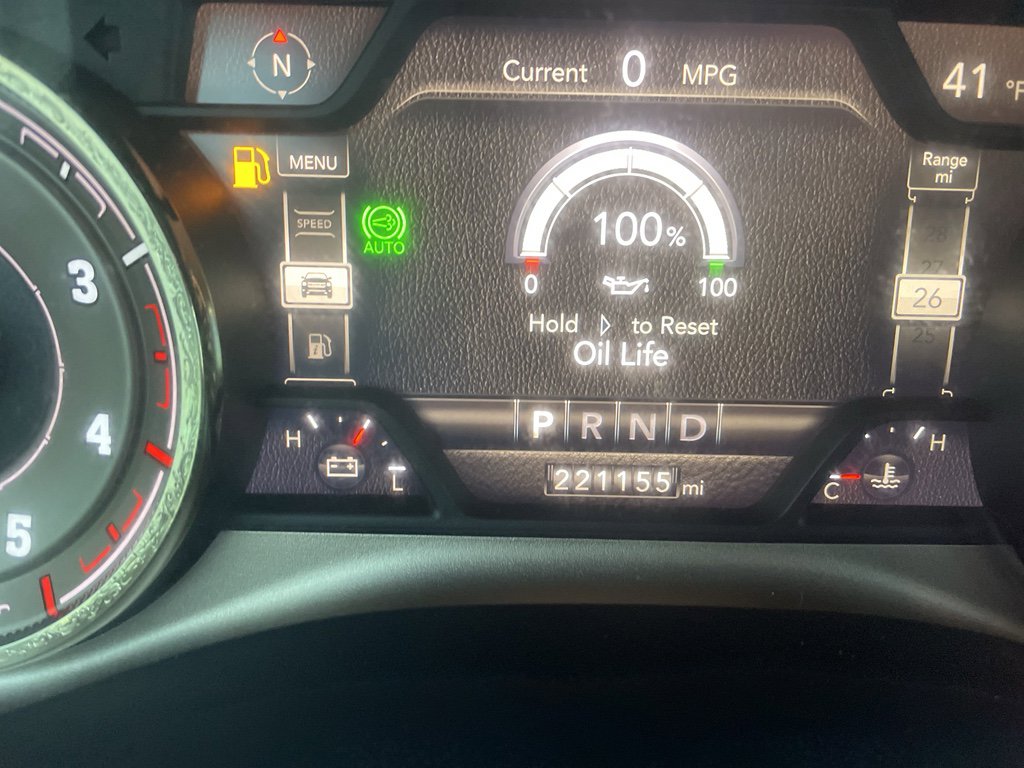 N
Current 0 MPG
41 °F
MENU
Range
mi
SPEED
AUTO
28
27
26
25
100%
0
100
Hold ▷ to Reset
Oil Life
3
4
5
P R N D
H
L
221155 mi
C
H